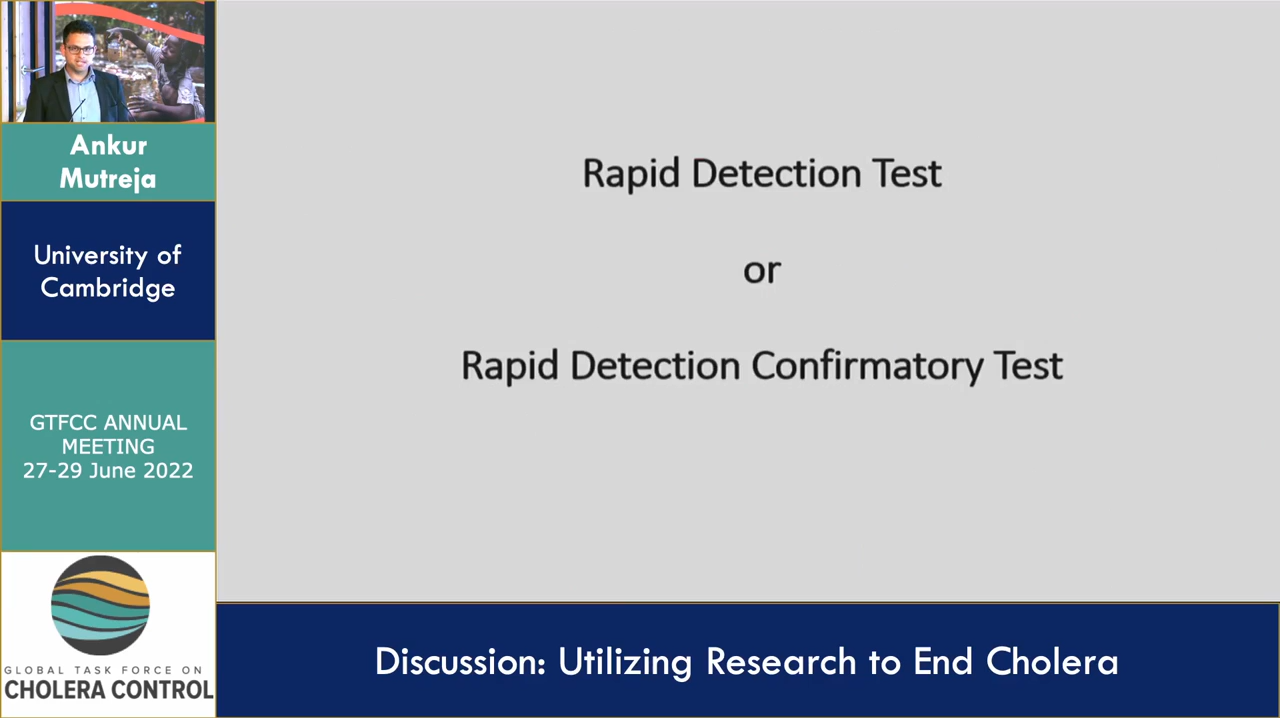 Ankur
Mutreja
University of
Cambridge
GTFCC ANNUAL
MEETING
27-29 June 2022
GLOBAL TASK FORCE ON
CHOLERA CONTROL
Rapid Detection Test
or
Rapid Detection Confirmatory Test
Discussion: Utilizing Research to End Cholera